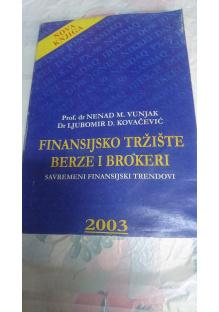 NOVA
KNJIGA
Prof. dr NENAD M. VUNJAK
Dr LJUBOMIR D. KOVAČEVIĆ
FINANSIJSKO TRŽIŠTE
BERZE I BROKERI
SAVREMENI FINANSIJSKI TRENDOVI
2003